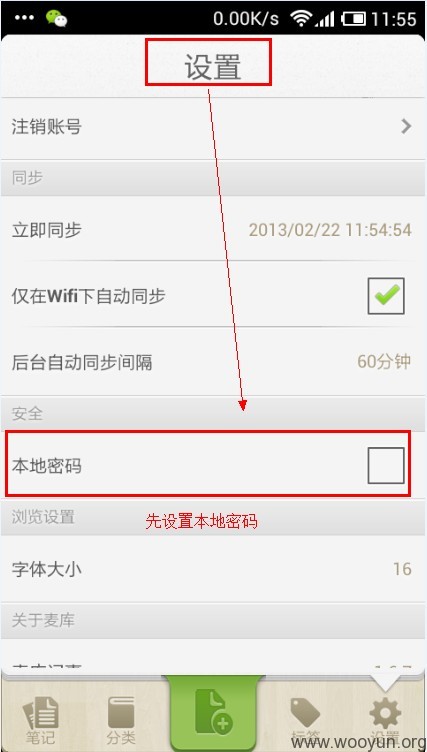 0.00K/s 11:55
设置
注销账号
同步
立即同步 2013/02/22 11:54:54
仅在Wifi下自动同步
后台自动同步间隔 60分钟
安全
本地密码
浏览设置
先设置本地密码
字体大小 16
关于麦库
笔记 分类 标签 设置
www.wooyun.org